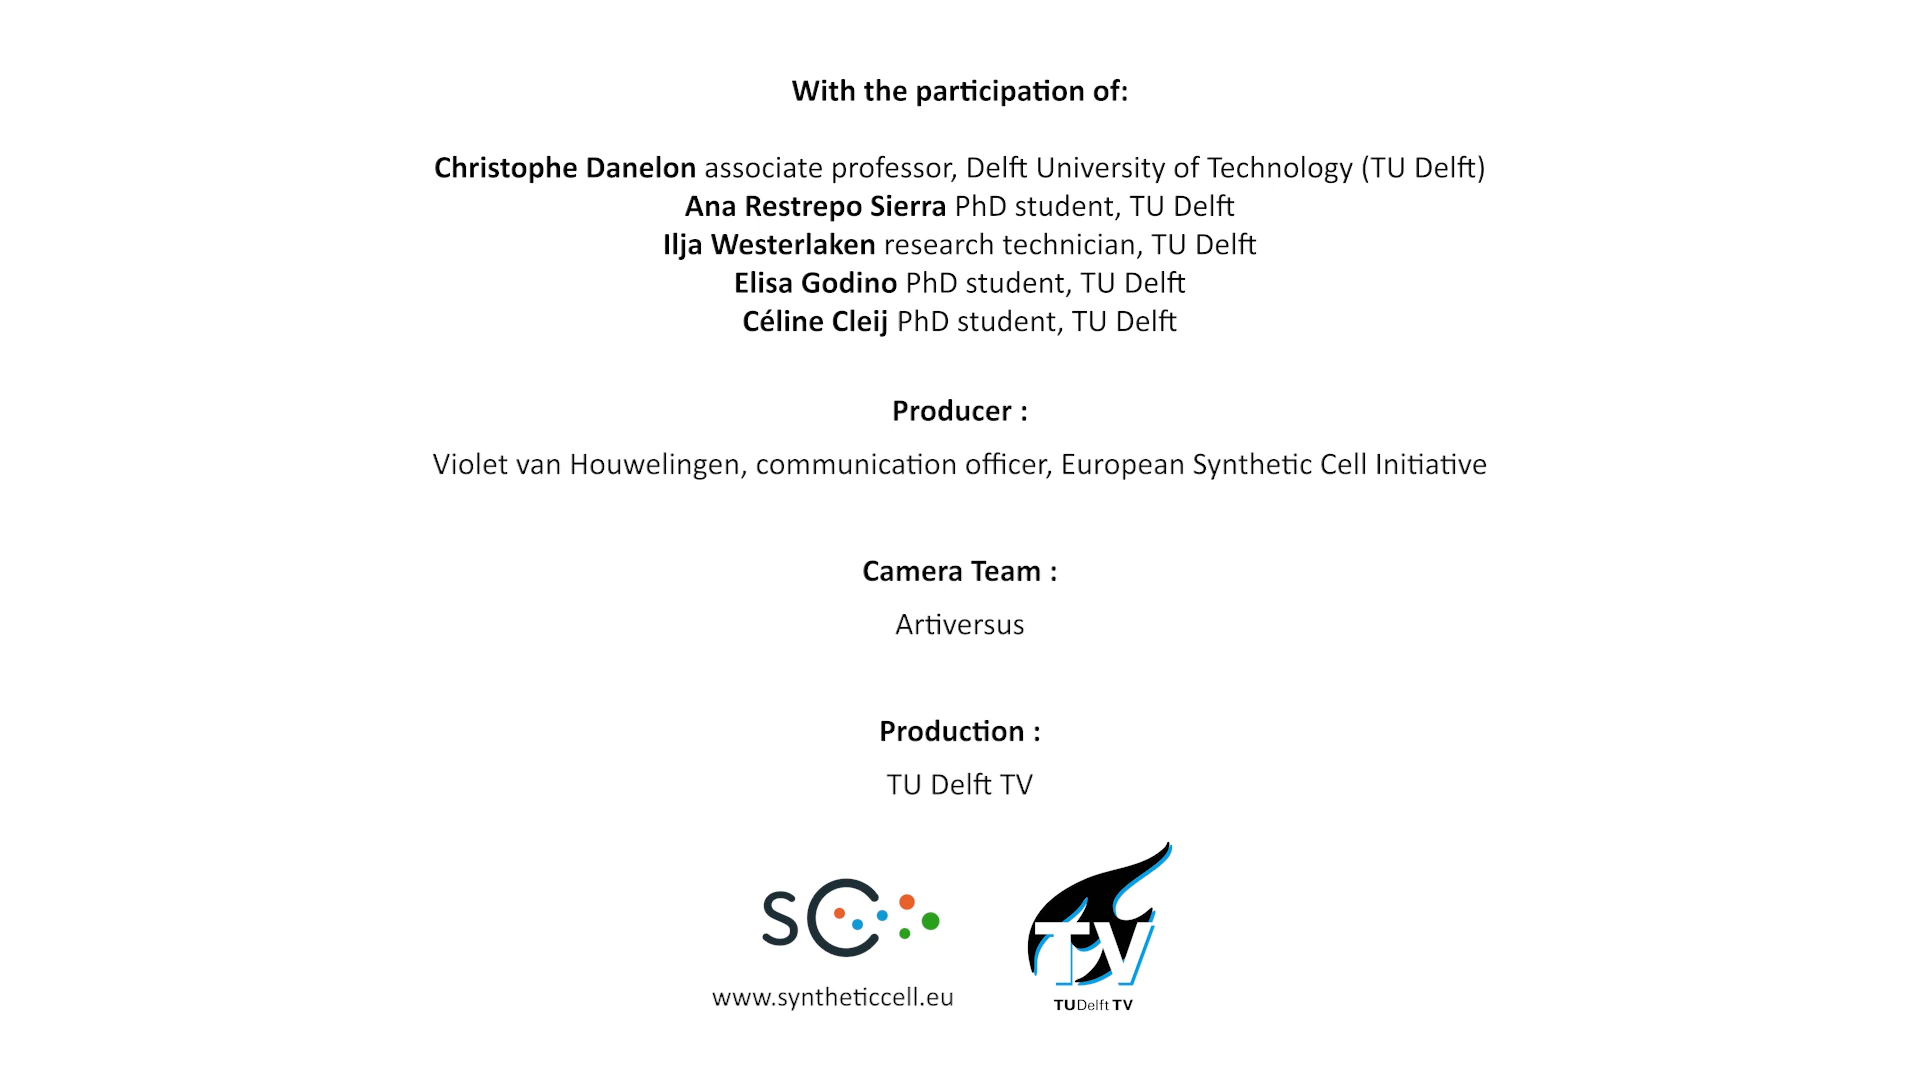 With the participation of:
Christophe Danelon associate professor, Delft University of Technology (TU Delft)
Ana Restrepo Sierra PhD student, TU Delft
Ilja Westerlaken research technician, TU Delft
Elisa Godino PhD student, TU Delft
Céline Cleij PhD student, TU Delft
Producer :
Violet van Houwelingen, communication officer, European Synthetic Cell Initiative
Camera Team :
Artiversus
Production :
TU Delft TV
sC
www.syntheticcell.eu
TV
TUDelft TV